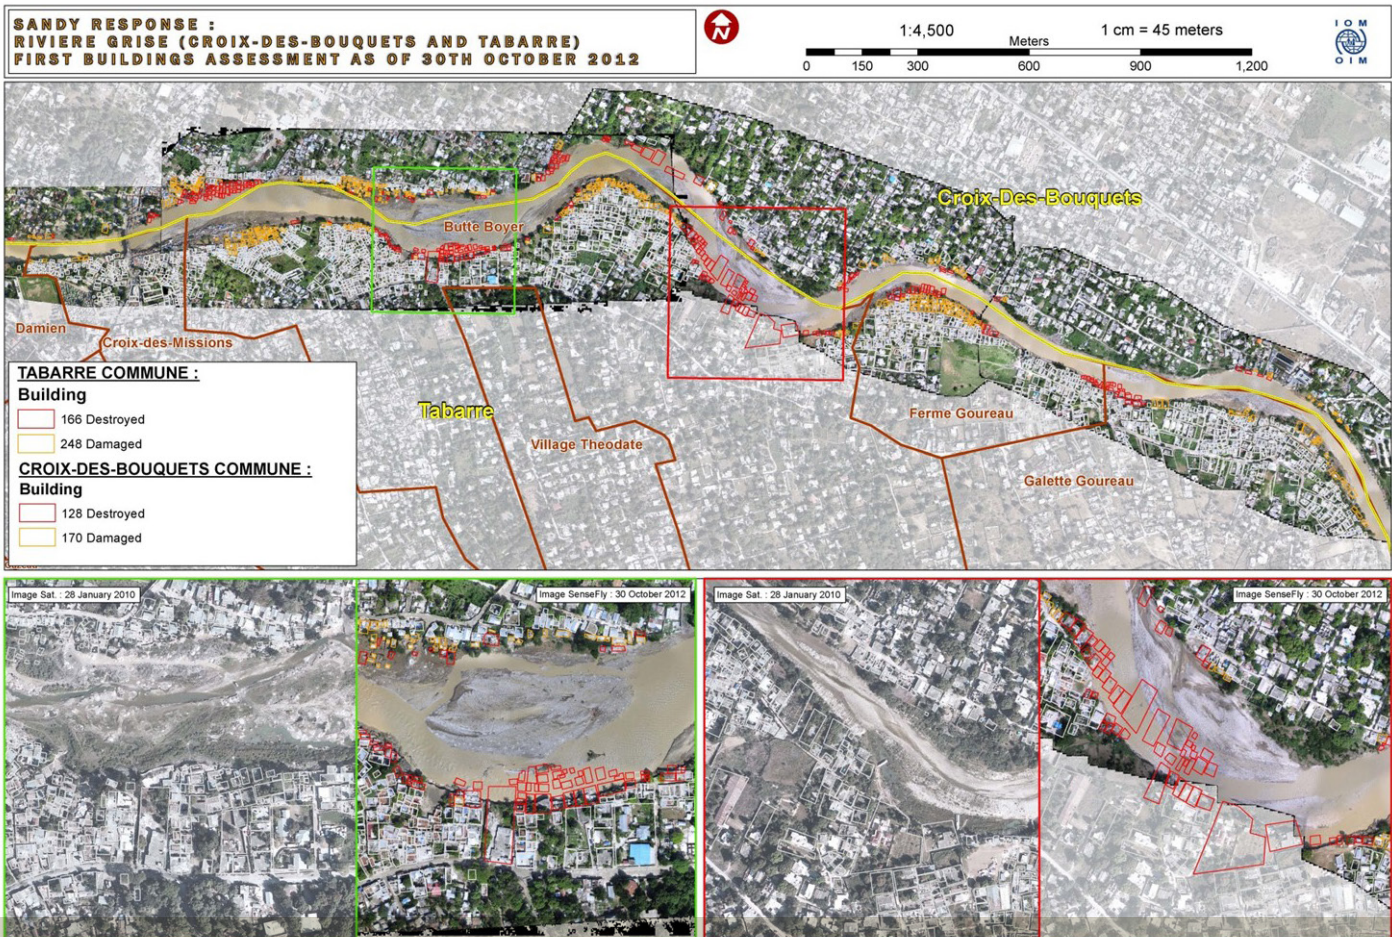 SANDY RESPONSE :
RIVIERE GRISE (CROIX-DES-BOUQUETS AND TABARRE)
FIRST BUILDINGS ASSESSMENT AS OF 30TH OCTOBER 2012
N
1:4,500
1 cm = 45 meters
Meters
0 150 300 600 900 1,200
IOM
OIM
Croix-Des-Bouquets
Butte Boyer
Damien
Croix-des-Missions
Tabarre
Village Theodate
Ferme Goureau
Galette Goureau
TABARRE COMMUNE :
Building
166 Destroyed
248 Damaged
CROIX-DES-BOUQUETS COMMUNE :
Building
128 Destroyed
170 Damaged
Image Sat. : 28 January 2010
Image SenseFly : 30 October 2012
Image Sat. : 28 January 2010
Image SenseFly : 30 October 2012